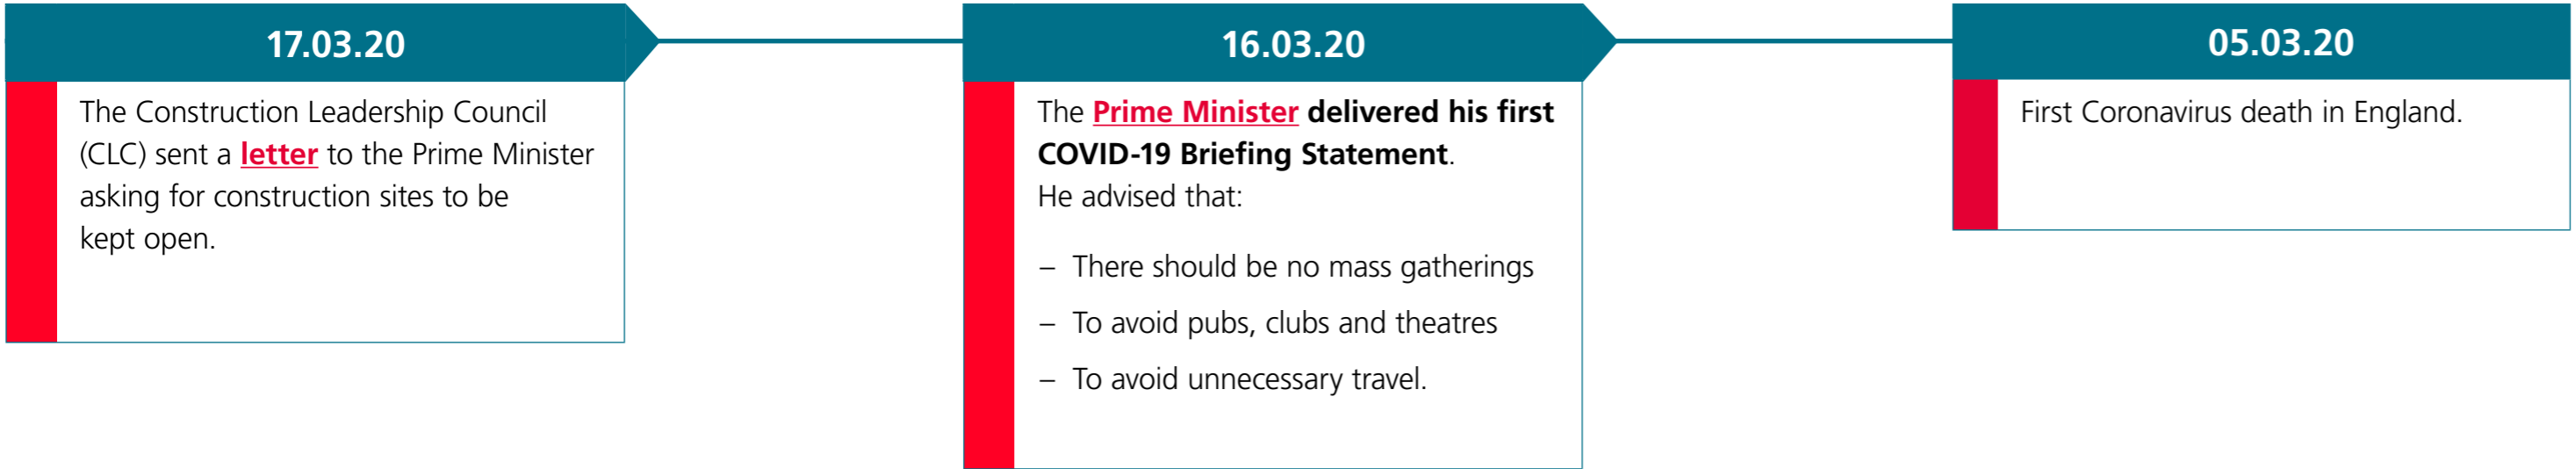 17.03.20
The Construction Leadership Council
(CLC) sent a letter to the Prime Minister
asking for construction sites to be
kept open.
16.03.20
The Prime Minister delivered his first
COVID-19 Briefing Statement.
He advised that:
– There should be no mass gatherings
– To avoid pubs, clubs and theatres
– To avoid unnecessary travel.
05.03.20
First Coronavirus death in England.